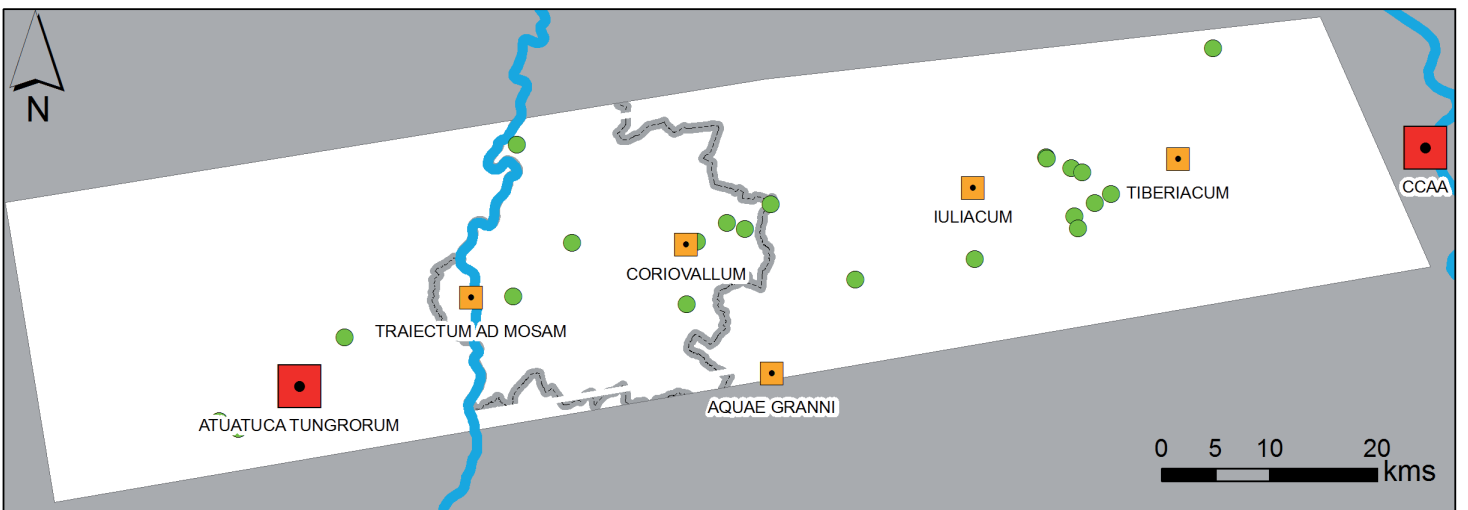 N
CCAA
TIBERIACUM
IULIACUM
CORIOVALLUM
TRAIECTUM AD MOSAM
AQUAE GRANNI
ATUATUCA TUNGRORUM
0 5 10 20
kms